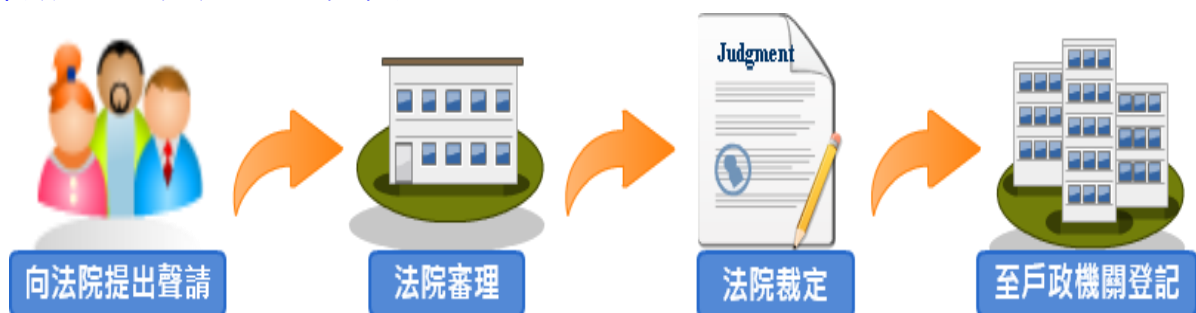 Judgment
向法院提出聲請
法院審理
法院裁定
至戶政機關登記